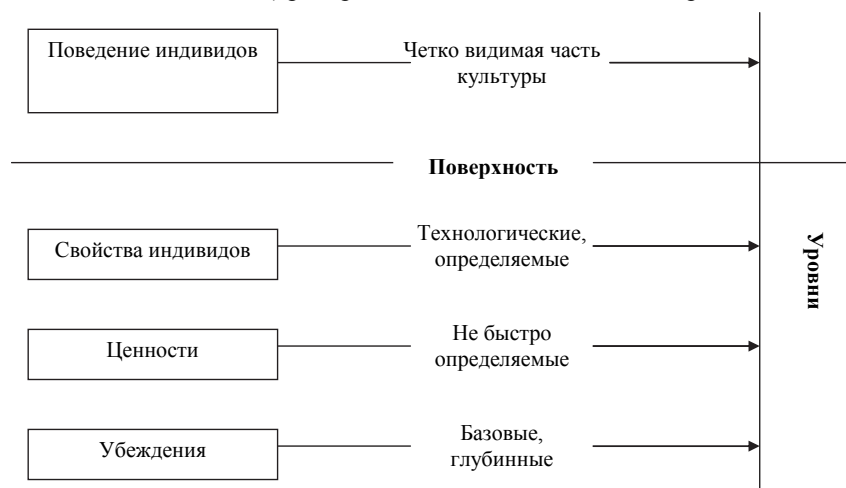 Поведение индивидов
Четко видимая часть
культуры
Поверхность
Свойства индивидов
Технологические,
определяемые
Ценности
Не быстро
определяемые
Убеждения
Базовые,
глубинные
Уровни